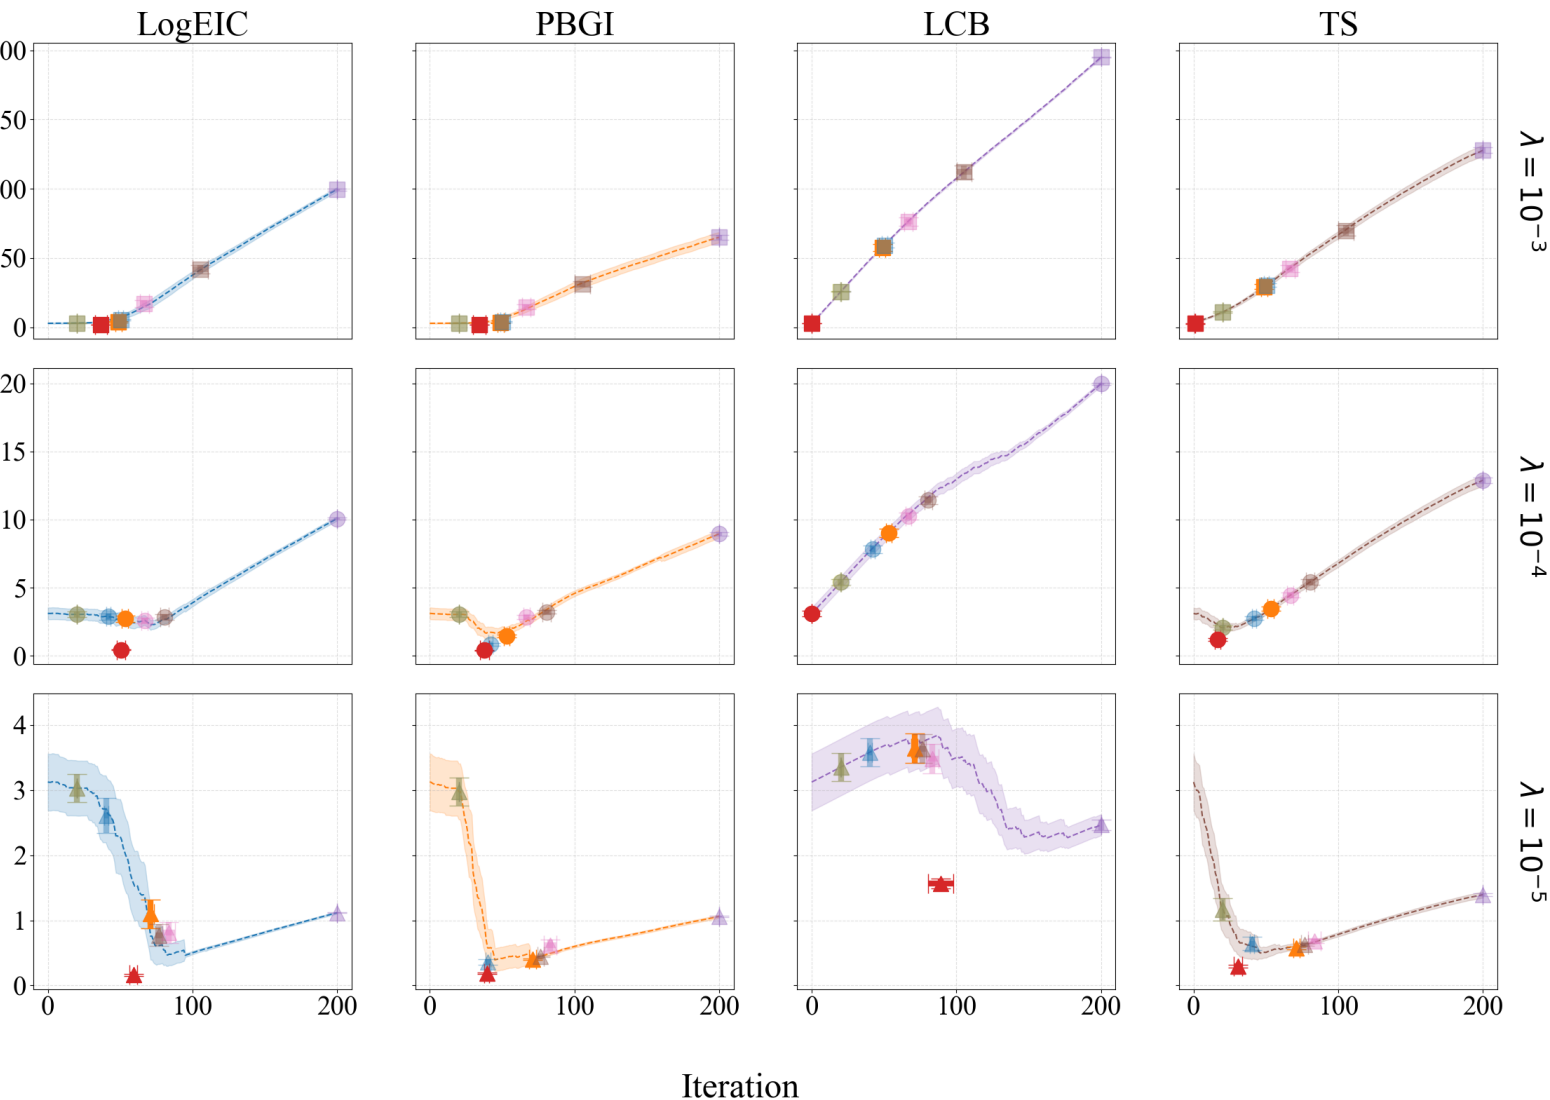 LogEIC PBGI LCB TS
00
50
00
50
0
λ = 10⁻³
20
15
10
5
0
λ = 10⁻⁴
4
3
2
1
0
λ = 10⁻⁵
0 100 200 0 100 200 0 100 200 0 100 200
Iteration